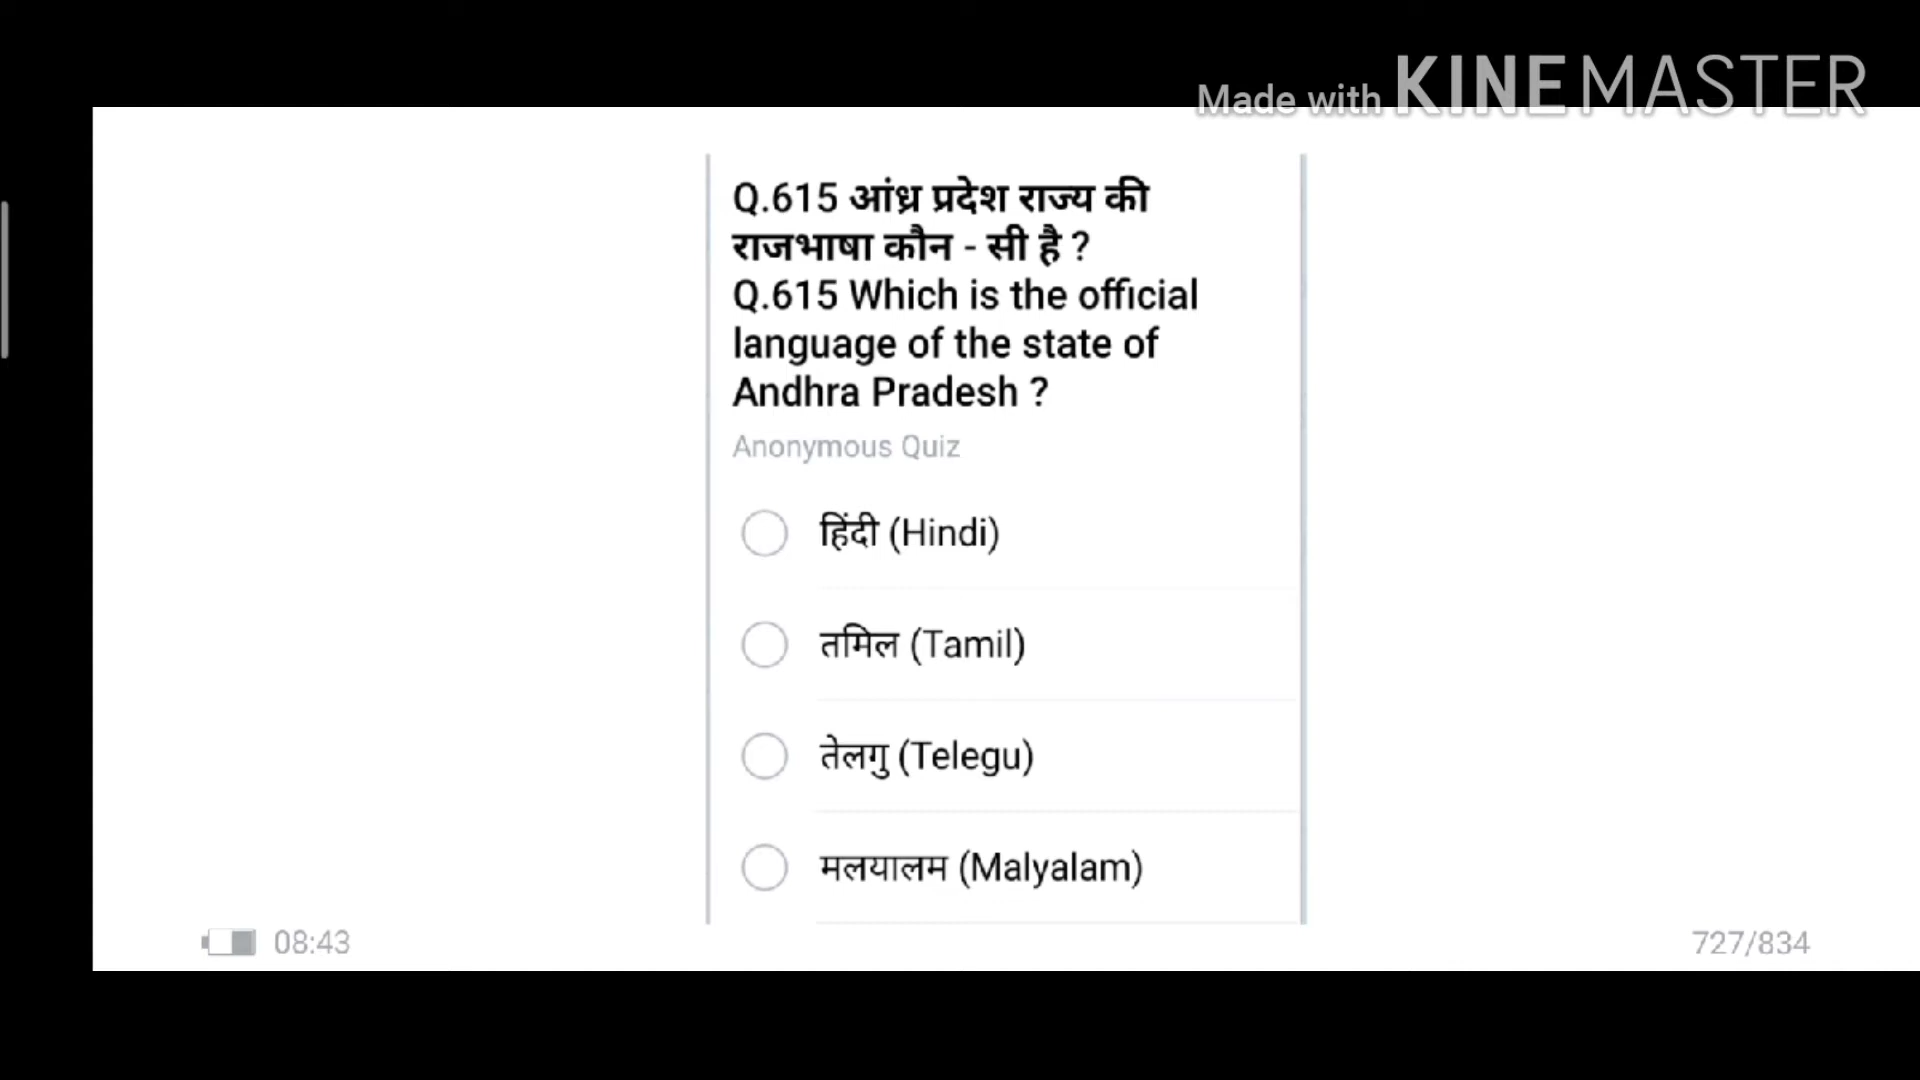 Made with KINEMASTER
Q.615 आंध्र प्रदेश राज्य की
राजभाषा कौन - सी है ?
Q.615 Which is the official
language of the state of
Andhra Pradesh ?
Anonymous Quiz
हिंदी (Hindi)
तमिल (Tamil)
तेलगु (Telegu)
मलयालम (Malyalam)
08:43
727/834